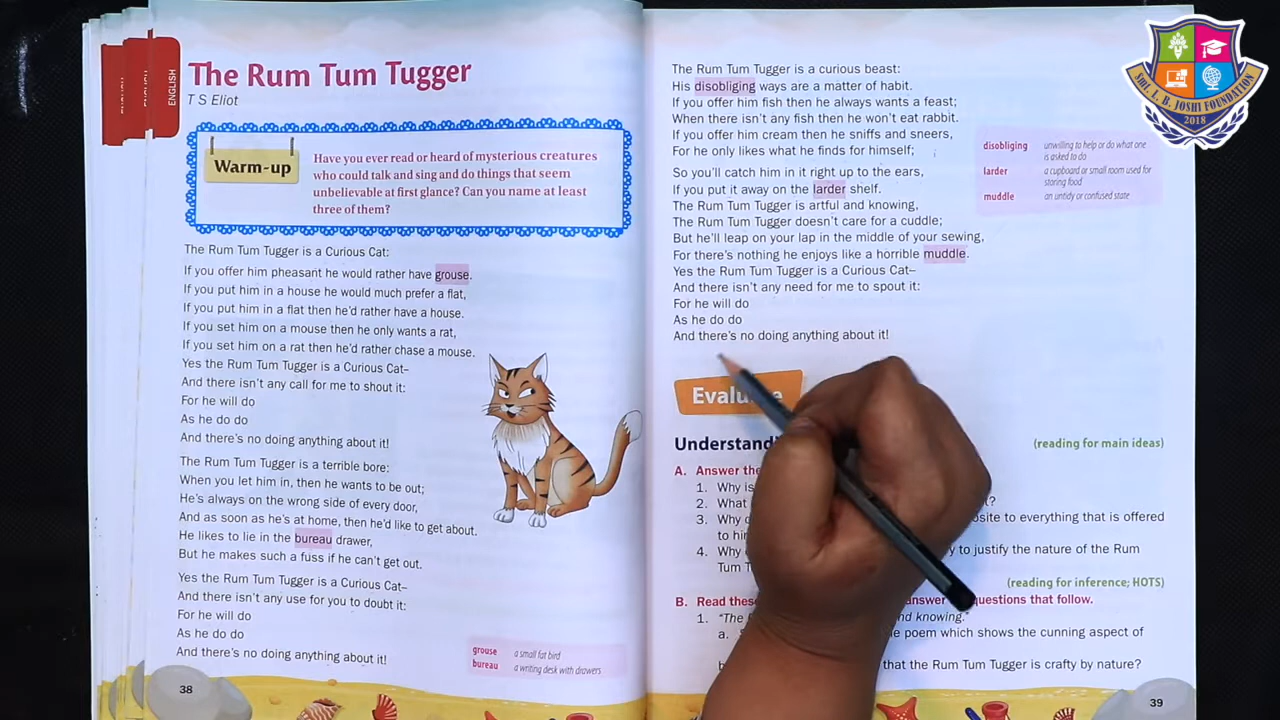 ENGLISH
ENGLISH
ENGLISH
The Rum Tum Tugger
T S Eliot
Warm-up
Have you ever read or heard of mysterious creatures
who could talk and sing and do things that seem
unbelievable at first glance? Can you name at least
three of them?
The Rum Tum Tugger is a Curious Cat:
If you offer him pheasant he would rather have grouse.
If you put him in a house he would much prefer a flat,
If you put him in a flat then he'd rather have a house.
If you set him on a mouse then he only wants a rat,
If you set him on a rat then he'd rather chase a mouse.
Yes the Rum Tum Tugger is a Curious Cat–
And there isn't any call for me to shout it:
For he will do
As he do do
And there's no doing anything about it!
The Rum Tum Tugger is a terrible bore:
When you let him in, then he wants to be out;
He's always on the wrong side of every door,
And as soon as he's at home, then he'd like to get about.
He likes to lie in the bureau drawer,
But he makes such a fuss if he can't get out.
Yes the Rum Tum Tugger is a Curious Cat–
And there isn't any use for you to doubt it:
For he will do
As he do do
And there's no doing anything about it!
grouse a small fat bird
bureau a writing desk with drawers
38
The Rum Tum Tugger is a curious beast:
His disobliging ways are a matter of habit.
If you offer him fish then he always wants a feast;
When there isn't any fish then he won't eat rabbit.
If you offer him cream then he sniffs and sneers,
For he only likes what he finds for himself;
So you'll catch him in it right up to the ears,
If you put it away on the larder shelf.
The Rum Tum Tugger is artful and knowing,
The Rum Tum Tugger doesn't care for a cuddle;
But he'll leap on your lap in the middle of your sewing,
For there's nothing he enjoys like a horrible muddle.
Yes the Rum Tum Tugger is a Curious Cat–
And there isn't any need for me to spout it:
For he will do
As he do do
And there's no doing anything about it!
disobliging unwilling to help or do what one
is asked to do
larder a cupboard or small room used for
storing food
muddle an untidy or confused state
Understandi
(reading for main ideas)
A. Answer the
1. Why is
2. What t?
3. Why site to everything that is offered
to hi
4. Why y to justify the nature of the Rum
Tum T
(reading for inference; HOTS)
B. Read these answer questions that follow.
1. "The nd knowing."
a. e poem which shows the cunning aspect of
b. that the Rum Tum Tugger is crafty by nature?
39
SHI. L. B. JOSHI FOUNDATION
2018